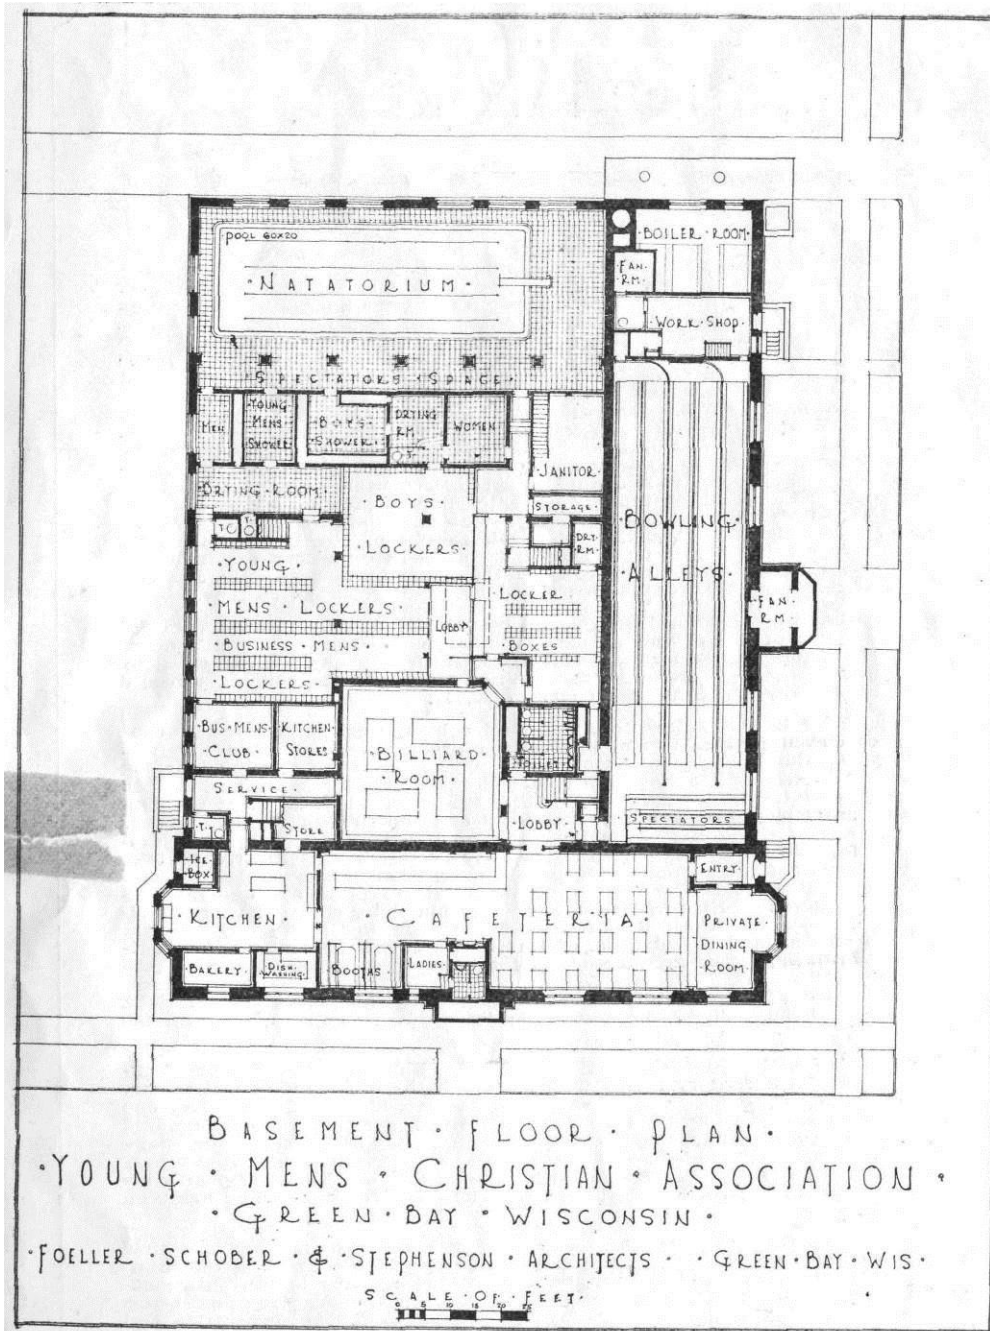 BOILER · ROOM ·
POOL 60X20
· NATATORIUM ·
FAN ·
RM.
· WORK · SHOP ·
· SPECTATORS · SPACE ·
MEN
YOUNG
MENS
SHOWER
· BOYS ·
SHOWER ·
DRYING
RM.
WOMEN
· JANITOR ·
DRYING · ROOM ·
· BOYS ·
· LOCKERS ·
STORAGE ·
· BOWLING ·
· ALLEYS ·
T.
T.
DRY.
RM.
· YOUNG ·
· MENS · LOCKERS ·
· LOCKER ·
· BOXES ·
LOBBY
· FAN ·
RM
· BUSINESS · MENS ·
· LOCKERS ·
BUS · MENS
· CLUB ·
KITCHEN
STORES
· BILLIARD ·
· ROOM ·
TOILET
· SERVICE ·
STORE
T.
· LOBBY ·
· SPECTATORS ·
ICE
BOX
· ENTRY ·
· KITCHEN ·
· CAFETERIA ·
PRIVATE ·
DINING
ROOM ·
· BAKERY ·
DISH
WASHING
BOOTHS
LADIES
BASEMENT · FLOOR · PLAN ·
· YOUNG · MENS · CHRISTIAN · ASSOCIATION ·
· GREEN · BAY · WISCONSIN ·
· FOELLER · SCHOBER · & · STEPHENSON · ARCHITECTS · · GREEN · BAY · WIS ·
SCALE · OF · FEET ·
0 5 10 15 20 25